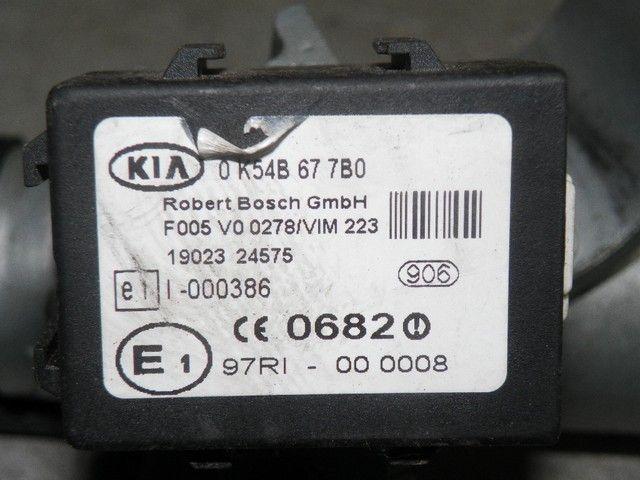 KIA 0 K54B 67 7B0
Robert Bosch GmbH
F005 V0 0278/VIM 223
19023 24575
906
e1 I-000386
CE 0682 !
E1 97RI - 00 0008